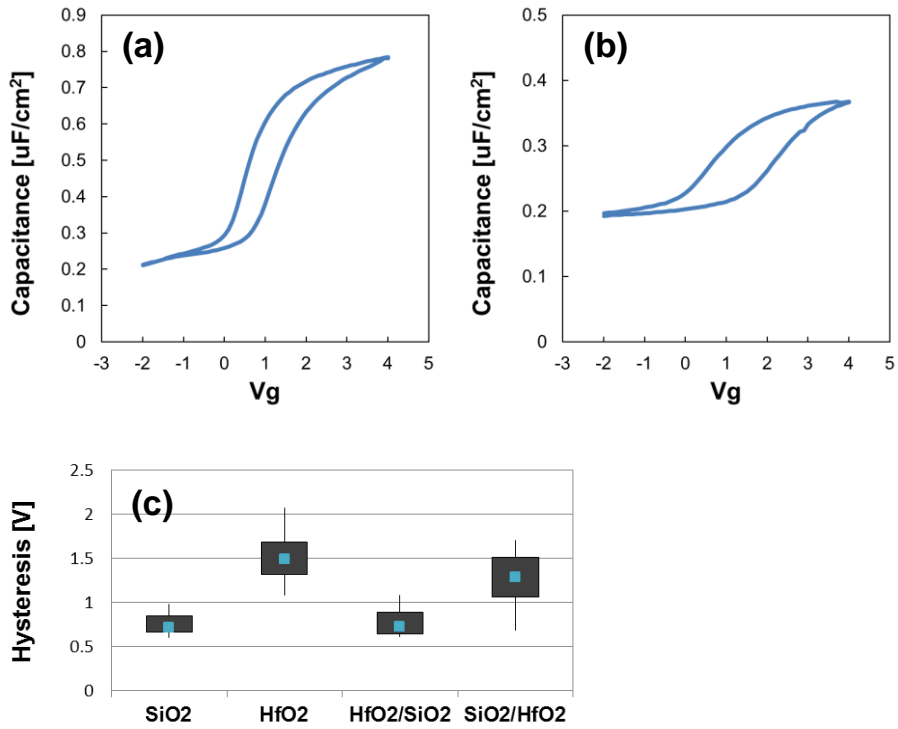 (a)
Capacitance [uF/cm²]
0.9
0.8
0.7
0.6
0.5
0.4
0.3
0.2
0.1
0
-3 -2 -1 0 1 2 3 4 5
Vg
(b)
Capacitance [uF/cm²]
0.5
0.4
0.3
0.2
0.1
0
-3 -2 -1 0 1 2 3 4 5
Vg
(c)
Hysteresis [V]
2.5
2
1.5
1
0.5
0
SiO2 HfO2 HfO2/SiO2 SiO2/HfO2